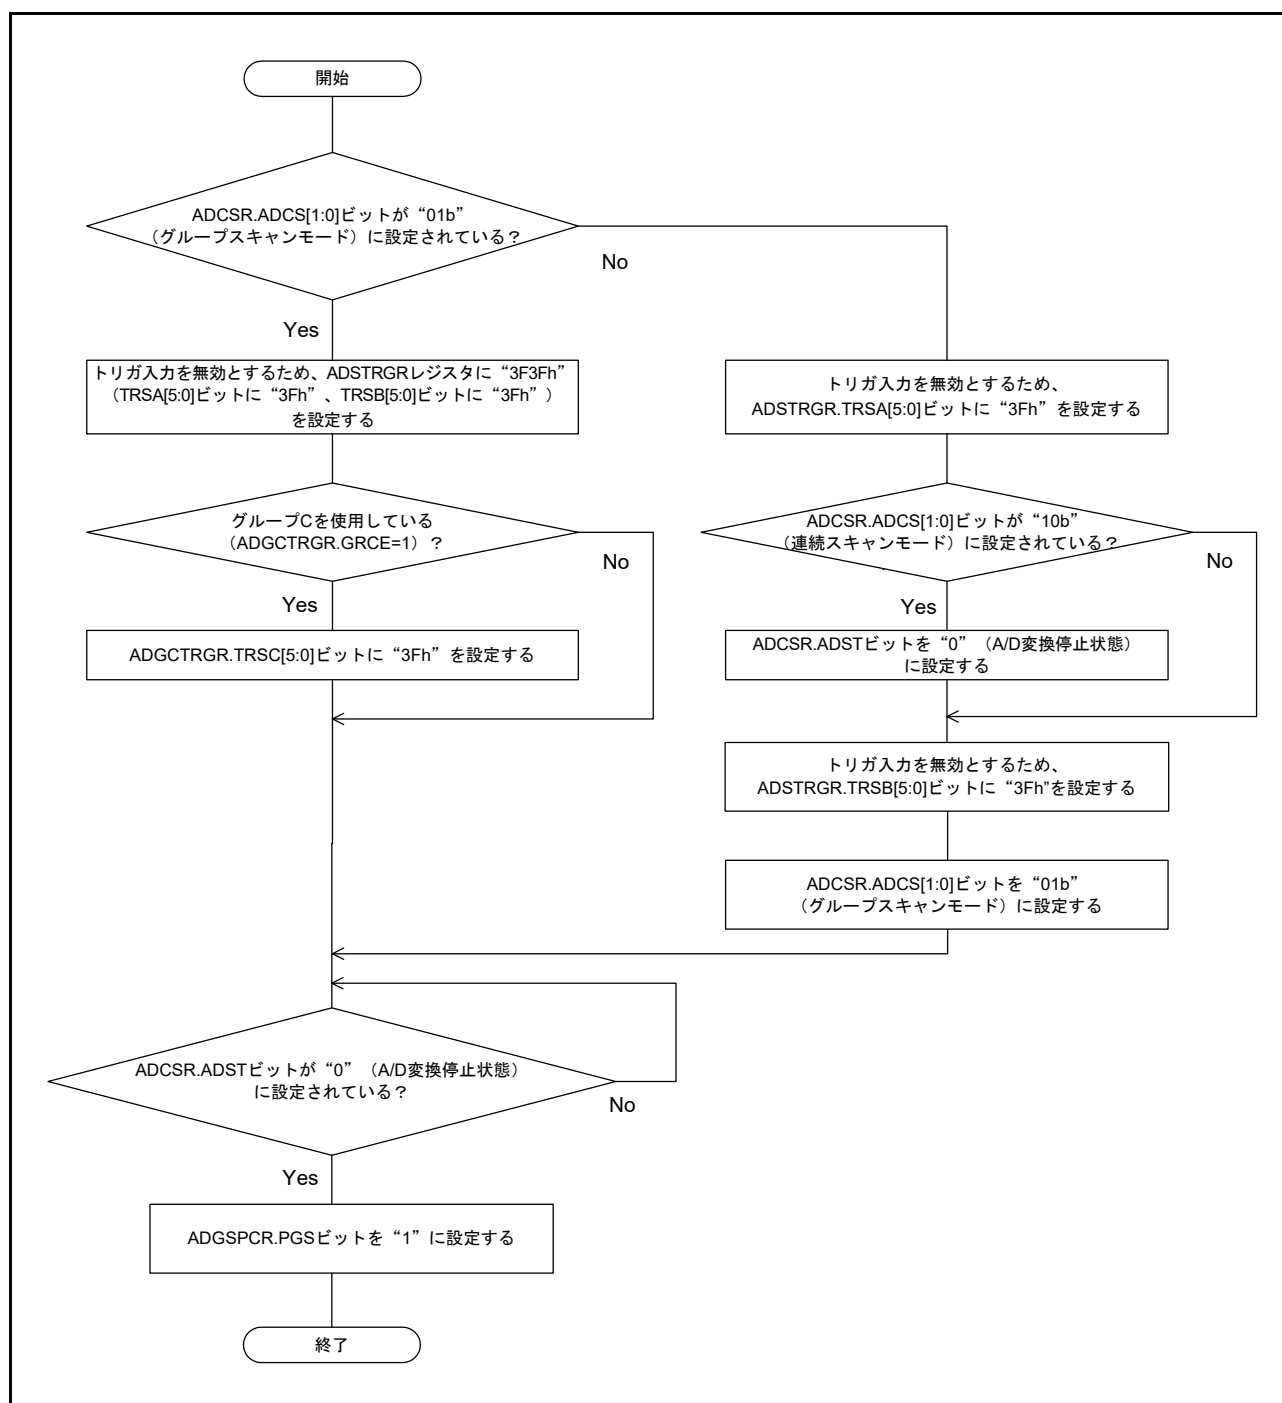 開始
ADCSR.ADCS[1:0]ビットが“01b”
（グループスキャンモード）に設定されている？
No
Yes
トリガ入力を無効とするため、ADSTRGRレジスタに“3F3Fh”
（TRSA[5:0]ビットに“3Fh”、TRSB[5:0]ビットに“3Fh”）
を設定する
グループCを使用している
（ADGCTRGR.GRCE=1）？
No
Yes
ADGCTRGR.TRSC[5:0]ビットに“3Fh”を設定する
トリガ入力を無効とするため、
ADSTRGR.TRSA[5:0]ビットに“3Fh”を設定する
ADCSR.ADCS[1:0]ビットが“10b”
（連続スキャンモード）に設定されている？
No
Yes
ADCSR.ADSTビットを“0”（A/D変換停止状態）
に設定する
トリガ入力を無効とするため、
ADSTRGR.TRSB[5:0]ビットに“3Fh”を設定する
ADCSR.ADCS[1:0]ビットを“01b”
（グループスキャンモード）に設定する
ADCSR.ADSTビットが“0”（A/D変換停止状態）
に設定されている？
No
Yes
ADGSPCR.PGSビットを“1”に設定する
終了